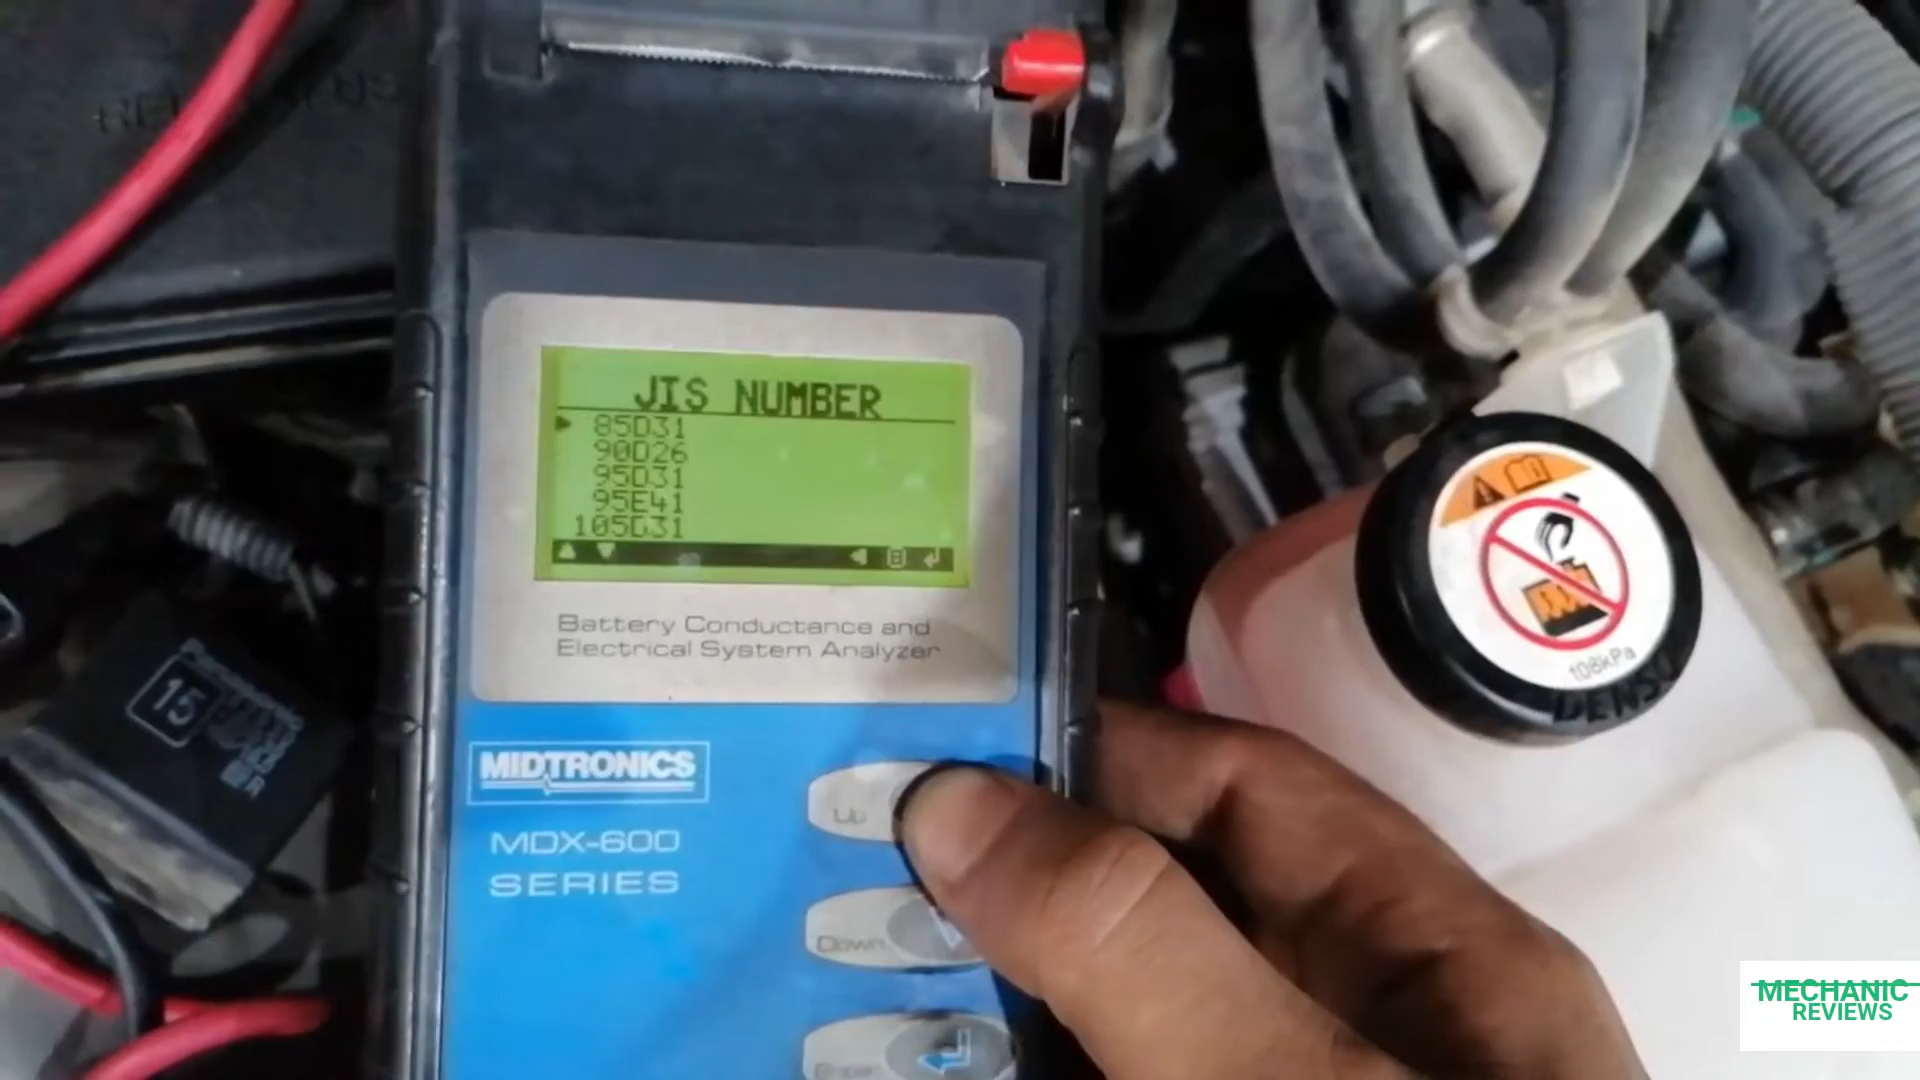 JIS NUMBER
85D31
90D26
95D31
95E41
105D31
Battery Conductance and
Electrical System Analyzer
MIDTRONICS
MDX-600
SERIES
Up
Down
Enter
15
108kPa
DENSO
MECHANIC
REVIEWS